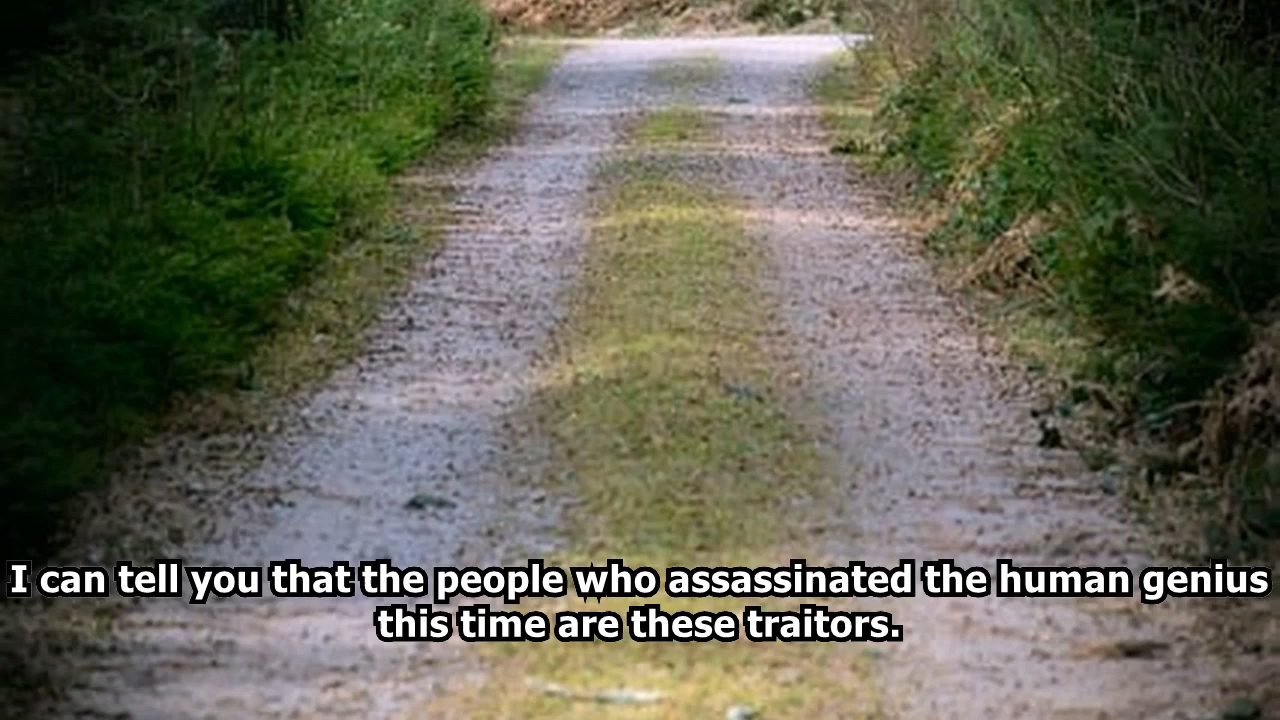 I can tell you that the people who assassinated the human genius
this time are these traitors.